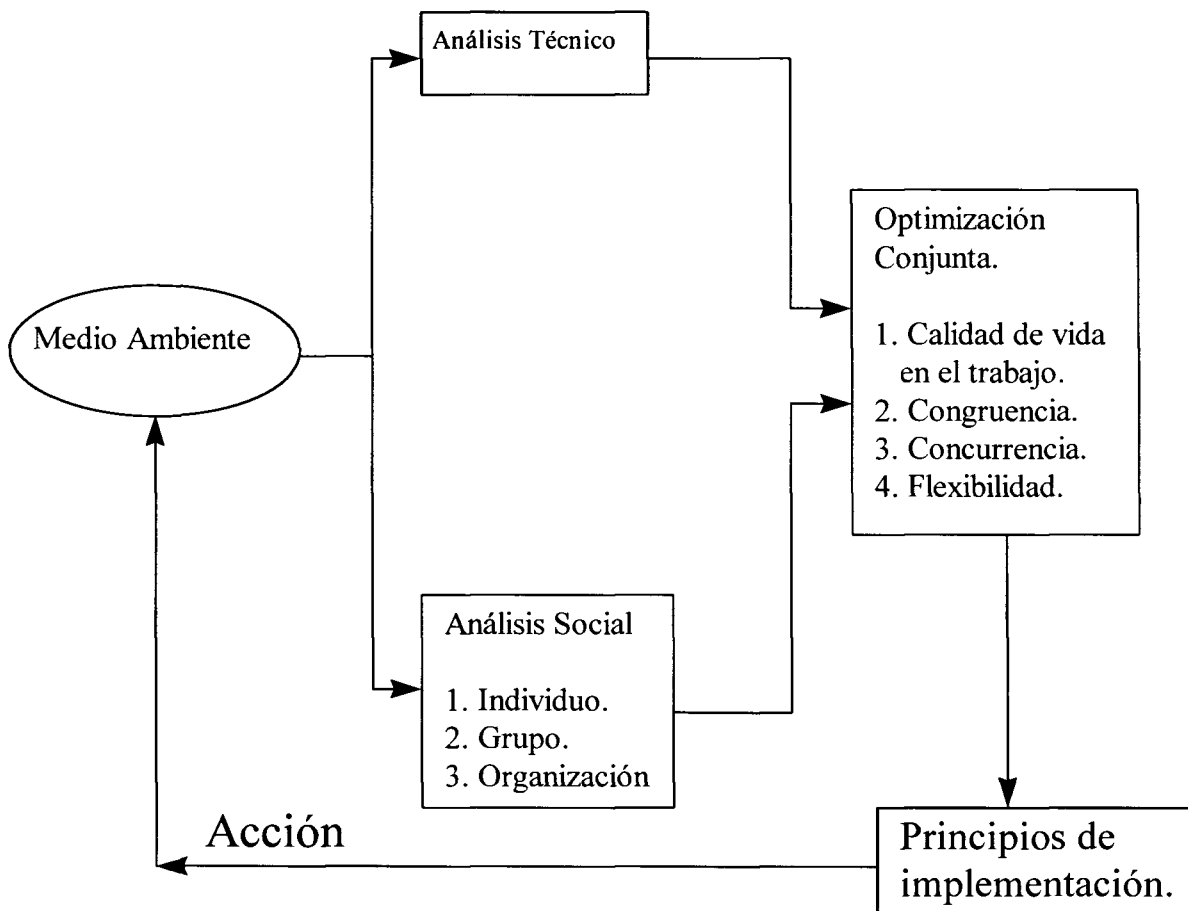 Análisis Técnico
Optimización
Conjunta.
1. Calidad de vida
en el trabajo.
2. Congruencia.
3. Concurrencia.
4. Flexibilidad.
Medio Ambiente
Análisis Social
1. Individuo.
2. Grupo.
3. Organización
Acción
Principios de
implementación.